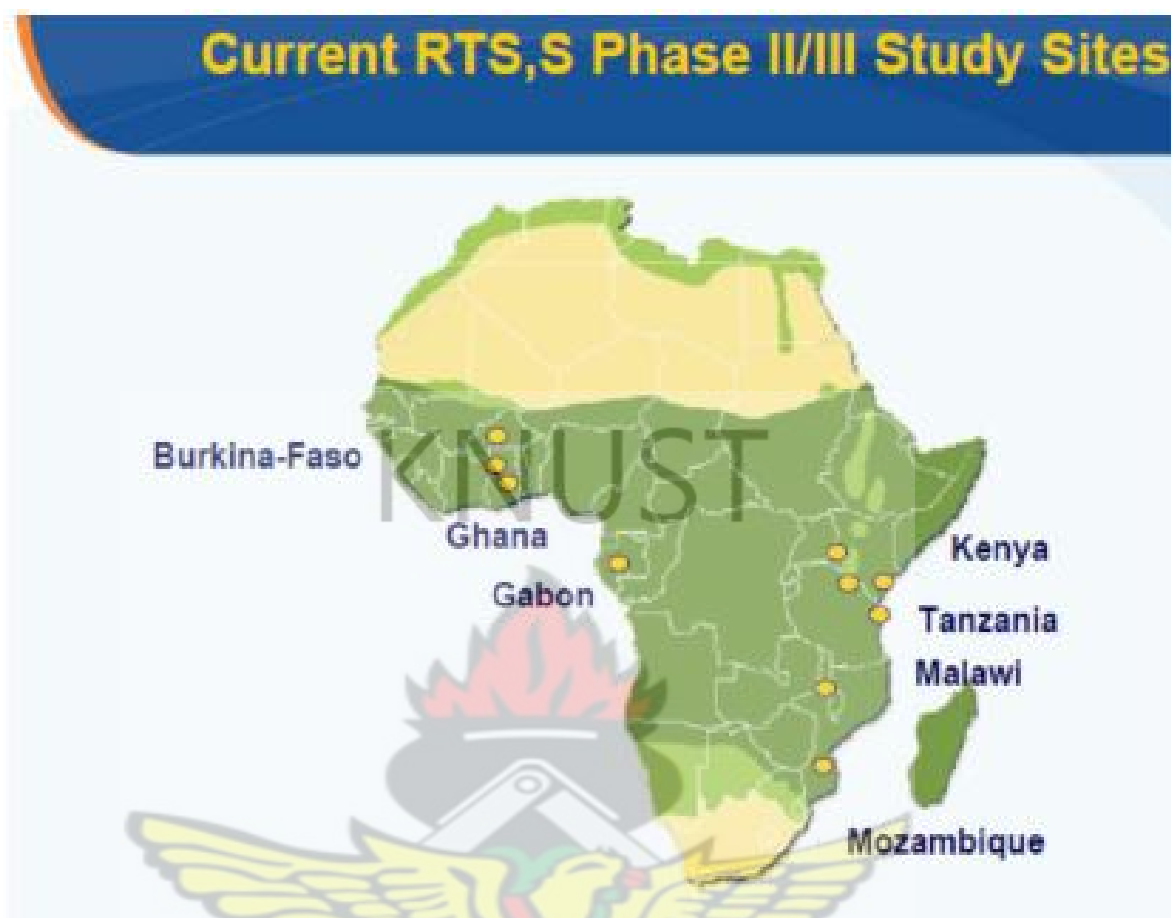 Current RTS,S Phase II/III Study Sites
Burkina-Faso
KNUST
Ghana
Kenya
Gabon
Tanzania
Malawi
Mozambique